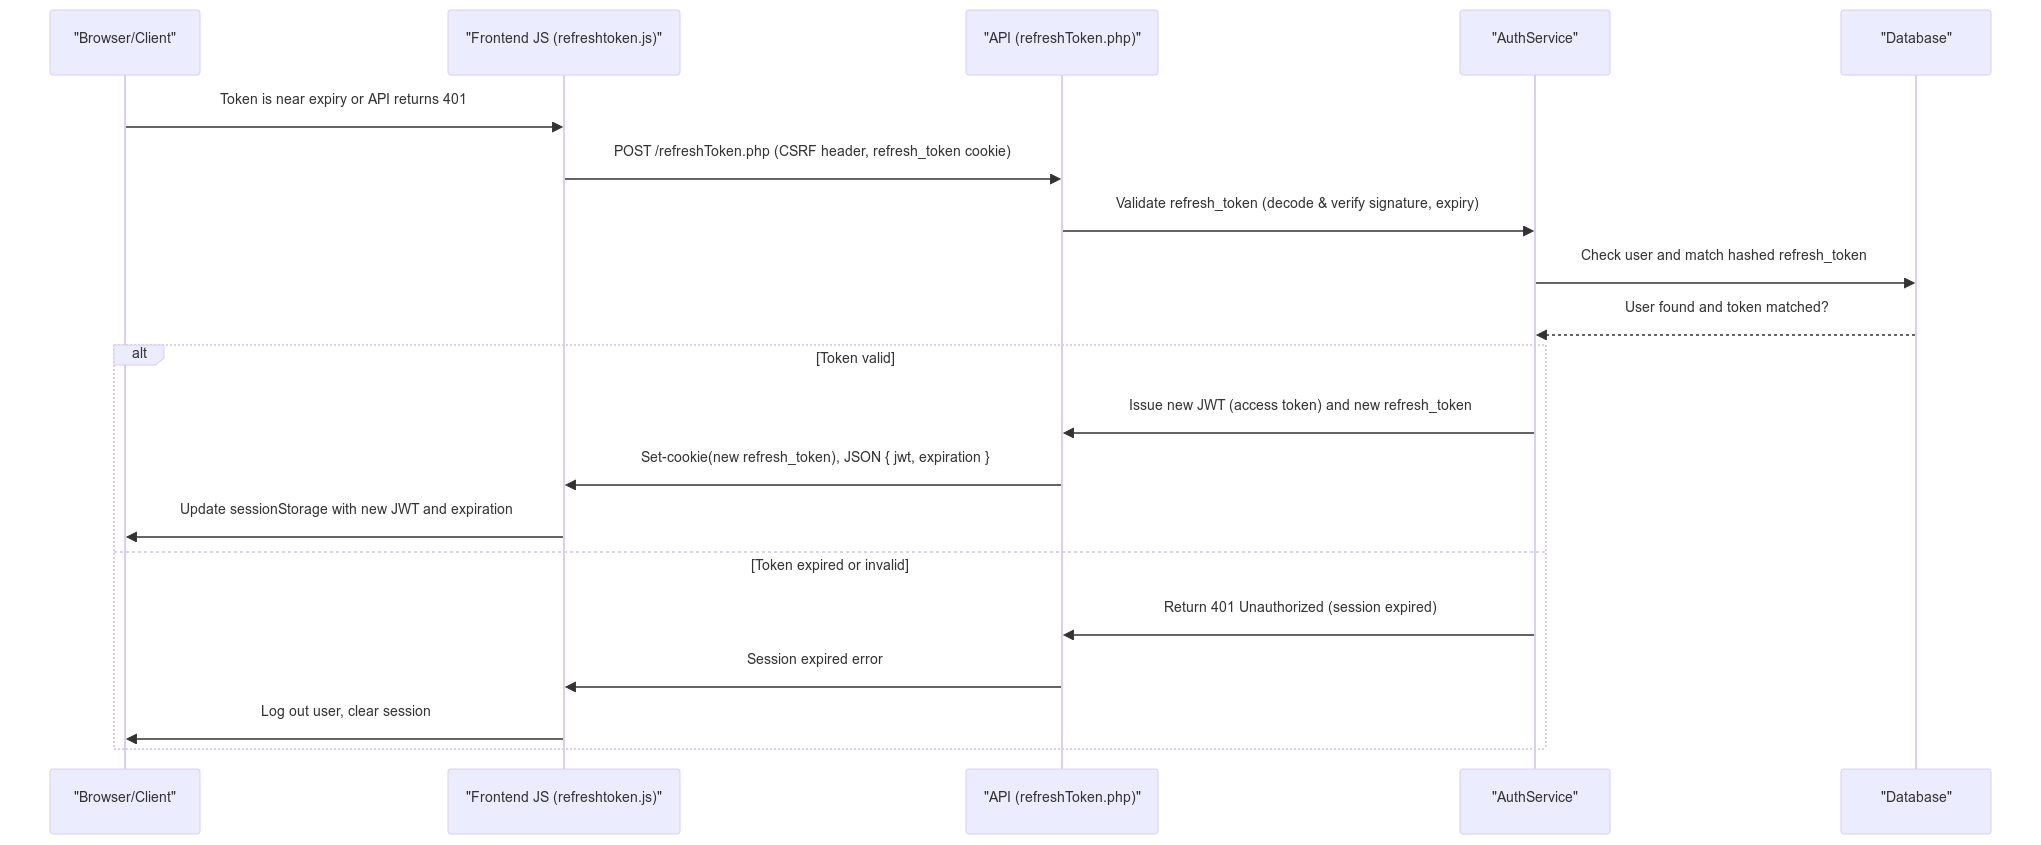 "Browser/Client"
"Frontend JS (refreshtoken.js)"
"API (refreshToken.php)"
"AuthService"
"Database"
Token is near expiry or API returns 401
POST /refreshToken.php (CSRF header, refresh_token cookie)
Validate refresh_token (decode & verify signature, expiry)
Check user and match hashed refresh_token
User found and token matched?
alt
[Token valid]
Issue new JWT (access token) and new refresh_token
Set-cookie(new refresh_token), JSON { jwt, expiration }
Update sessionStorage with new JWT and expiration
[Token expired or invalid]
Return 401 Unauthorized (session expired)
Session expired error
Log out user, clear session
"Browser/Client"
"Frontend JS (refreshtoken.js)"
"API (refreshToken.php)"
"AuthService"
"Database"